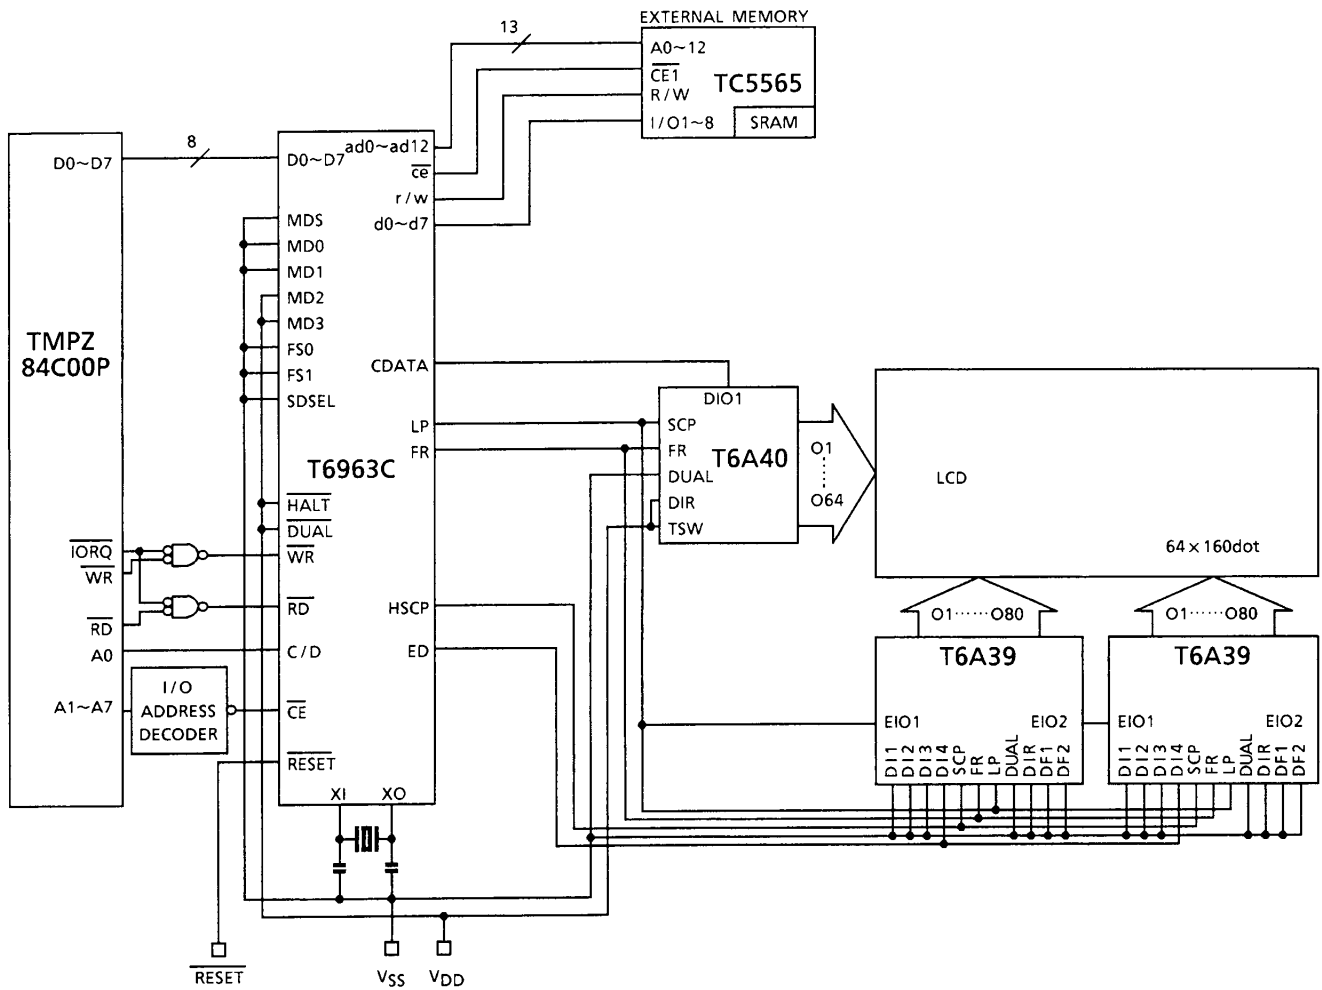 EXTERNAL MEMORY
13
A0~12
CE1
TC5565
R/W
I/O1~8
SRAM
8
D0~D7
D0~D7
ad0~ad12
ce
r/w
d0~d7
MDS
MD0
MD1
MD2
MD3
FS0
FS1
SDSEL
TMPZ
84C00P
CDATA
LP
FR
T6963C
HALT
DUAL
WR
RD
HSCP
C/D
ED
CE
RESET
XI
XO
IORQ
WR
RD
A0
A1~A7
I/O
ADDRESS
DECODER
DIO1
SCP
FR
T6A40
DUAL
DIR
TSW
O1
O64
LCD
64×160dot
O1······O80
O1······O80
T6A39
T6A39
EIO1
EIO2
EIO1
EIO2
DI1
DI2
DI3
DI4
SCP
FR
LP
DUAL
DIR
DF1
DF2
DI1
DI2
DI3
DI4
SCP
FR
LP
DUAL
DIR
DF1
DF2
RESET
VSS
VDD